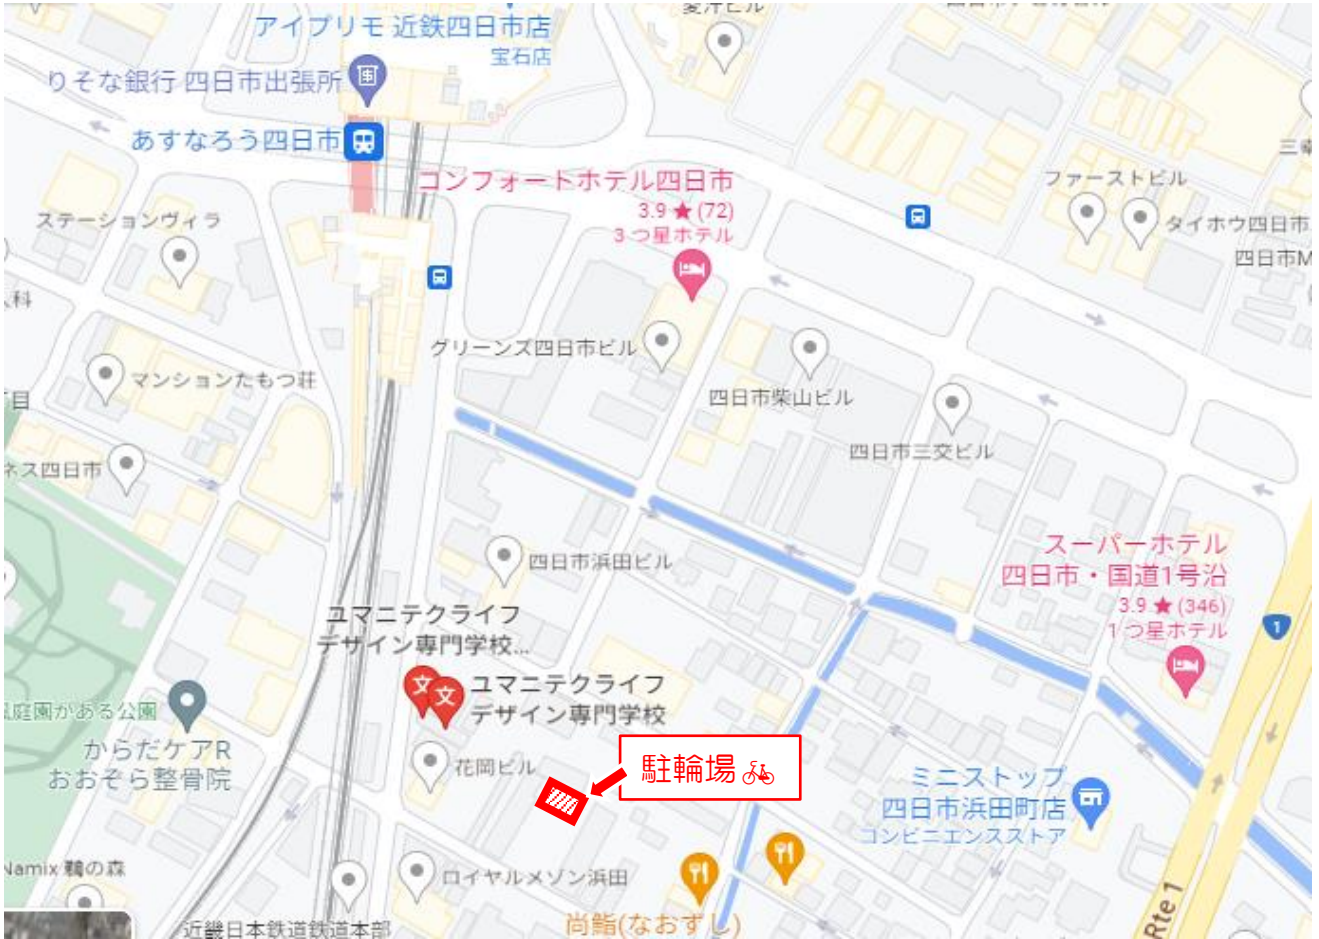 アイプリモ 近鉄四日市店
宝石店
りそな銀行 四日市出張所
あすなろう四日市
コンフォートホテル四日市
3.9 ★ (72)
3つ星ホテル
ファーストビル
タイホウ四日市
四日市M
ステーションヴィラ
科
グリーンズ四日市ビル
マンションたもつ荘
目
四日市柴山ビル
四日市三交ビル
ネス四日市
四日市浜田ビル
スーパーホテル
四日市・国道1号沿
3.9 ★ (346)
1つ星ホテル
1
ユマニテクライフ
デザイン専門学校...
文
文
ユマニテクライフ
デザイン専門学校
庭園がある公園
からだケアR
おおぞら整骨院
花岡ビル
駐輪場
ミニストップ
四日市浜田町店
コンビニエンスストア
Namix 鵜の森
ロイヤルメゾン浜田
近畿日本鉄道鉄道本部
尚鮨(なおずし)
Rte 1